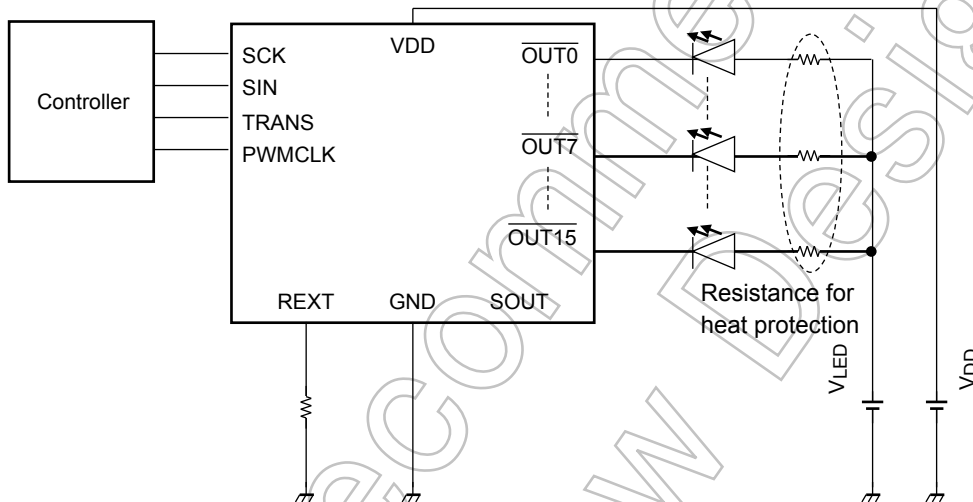 Controller
SCK
SIN
TRANS
PWMCLK
VDD
OUT0
OUT7
OUT15
REXT
GND
SOUT
Resistance for
heat protection
VLED
VDD